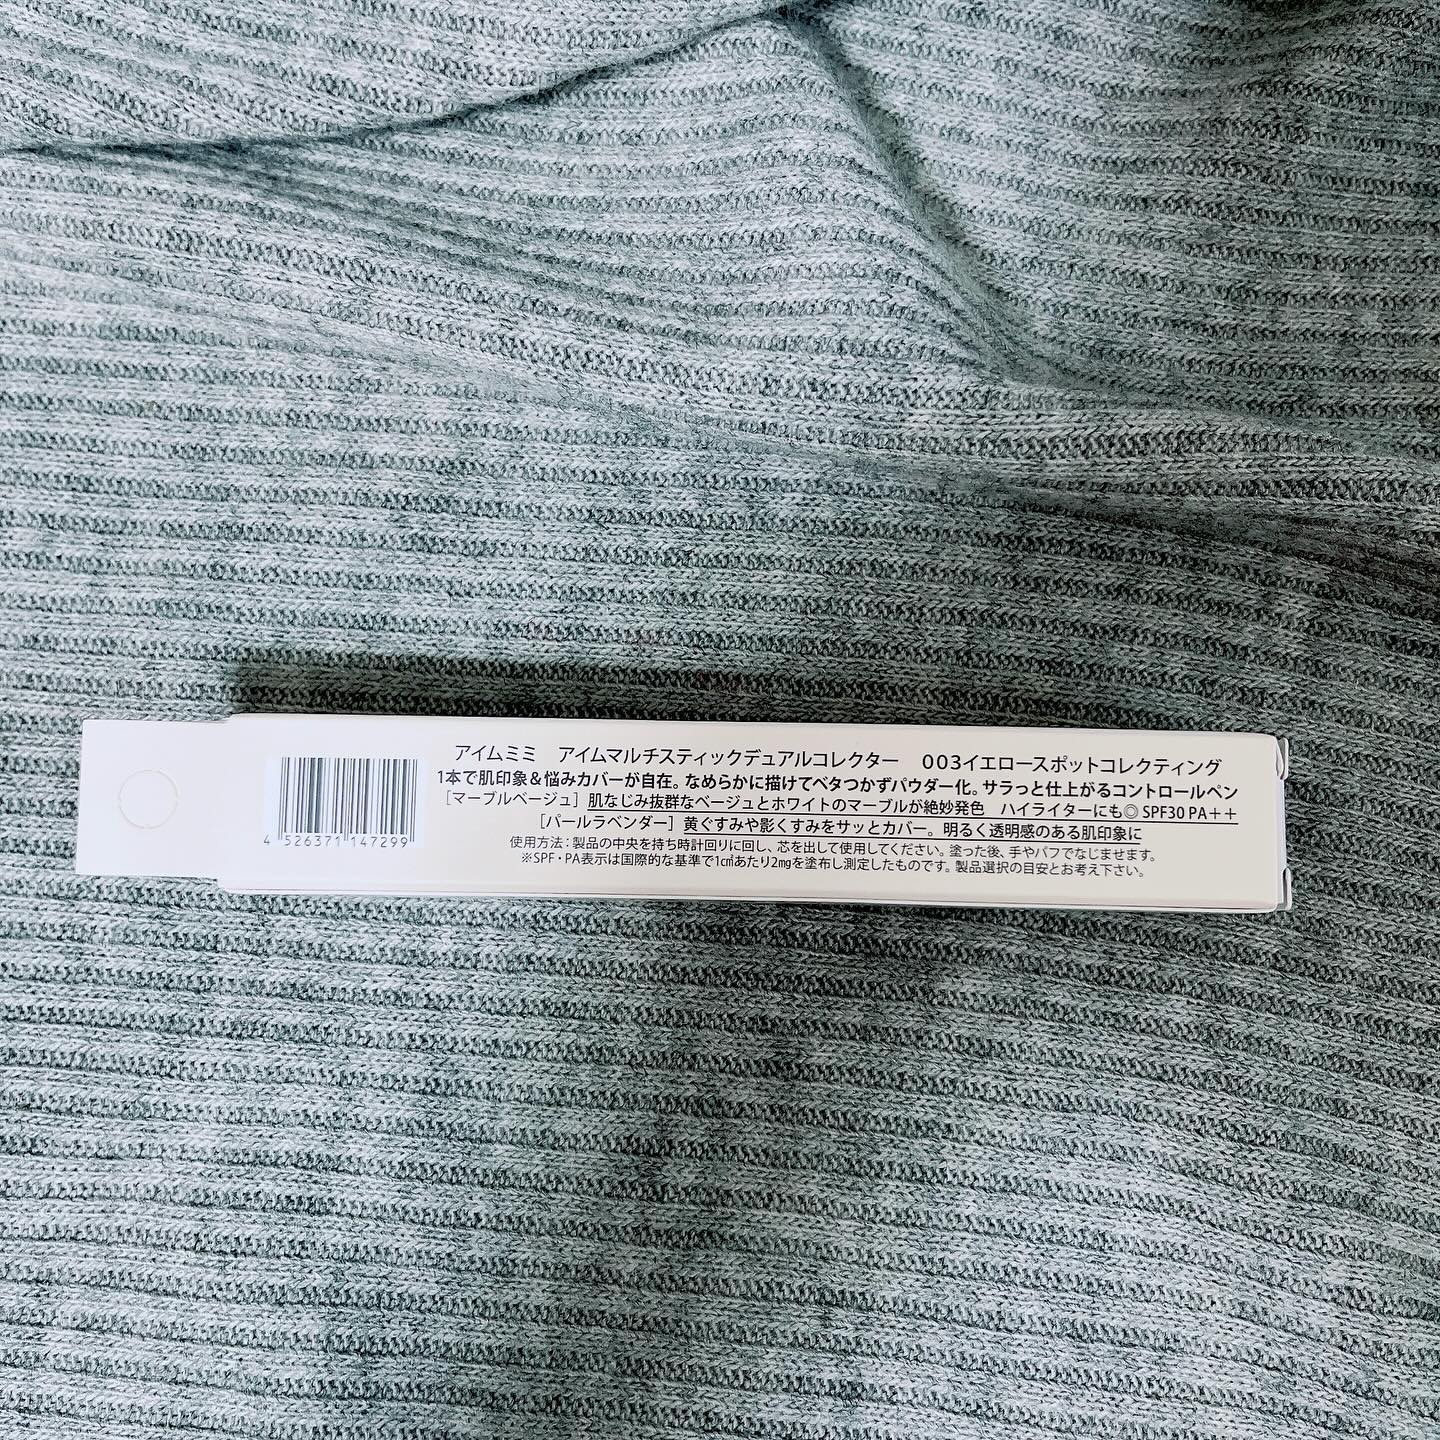 アイムミミ　アイムマルチスティックデュアルコレクター　003イエロースポットコレクティング
1本で肌印象＆悩みカバーが自在。なめらかに描けてベタつかずパウダー化。サラっと仕上がるコントロールペン
［マーブルベージュ］肌なじみ抜群なベージュとホワイトのマーブルが絶妙発色　ハイライターにも◎ SPF30 PA＋＋
［パールラベンダー］黄ぐすみや影くすみをサッとカバー。明るく透明感のある肌印象に
使用方法：製品の中央を持ち時計回りに回し、芯を出して使用してください。塗った後、手やパフでなじませます。
※SPF・PA表示は国際的な基準で1㎠あたり2㎎を塗布し測定したものです。製品選択の目安とお考え下さい。
4 526371 147299